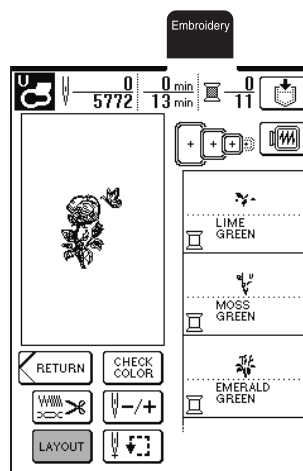 Embroidery
U
0 0 min 0
5772 13 min 11
LIME
GREEN
MOSS
GREEN
EMERALD
GREEN
RETURN
CHECK
COLOR
-/+
LAYOUT